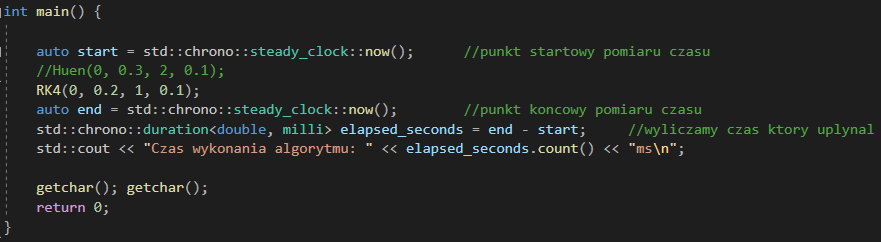 int main() {
auto start = std::chrono::steady_clock::now();      //punkt startowy pomiaru czasu
//Huen(0, 0.3, 2, 0.1);
RK4(0, 0.2, 1, 0.1);
auto end = std::chrono::steady_clock::now();        //punkt koncowy pomiaru czasu
std::chrono::duration<double, milli> elapsed_seconds = end - start;     //wyliczamy czas ktory uplynal
std::cout << "Czas wykonania algorytmu: " << elapsed_seconds.count() << "ms\n";
getchar(); getchar();
return 0;
}